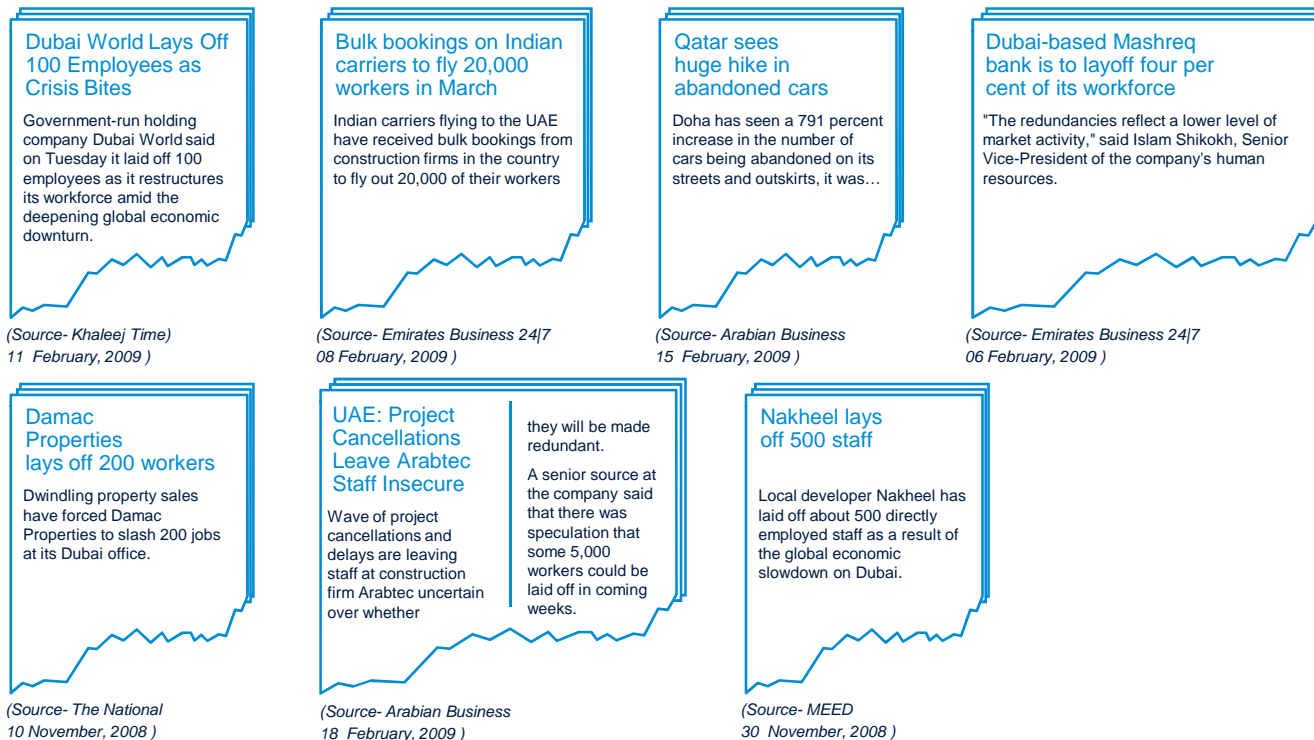 Dubai World Lays Off
100 Employees as
Crisis Bites
Government-run holding
company Dubai World said
on Tuesday it laid off 100
employees as it restructures
its workforce amid the
deepening global economic
downturn.
(Source- Khaleej Time)
11 February, 2009 )
Bulk bookings on Indian
carriers to fly 20,000
workers in March
Indian carriers flying to the UAE
have received bulk bookings from
construction firms in the country
to fly out 20,000 of their workers
(Source- Emirates Business 24|7
08 February, 2009 )
Qatar sees
huge hike in
abandoned cars
Doha has seen a 791 percent
increase in the number of
cars being abandoned on its
streets and outskirts, it was…
(Source- Arabian Business
15 February, 2009 )
Dubai-based Mashreq
bank is to layoff four per
cent of its workforce
"The redundancies reflect a lower level of
market activity," said Islam Shikokh, Senior
Vice-President of the company's human
resources.
(Source- Emirates Business 24|7
06 February, 2009 )
Damac
Properties
lays off 200 workers
Dwindling property sales
have forced Damac
Properties to slash 200 jobs
at its Dubai office.
(Source- The National
10 November, 2008 )
UAE: Project
Cancellations
Leave Arabtec
Staff Insecure
Wave of project
cancellations and
delays are leaving
staff at construction
firm Arabtec uncertain
over whether
they will be made
redundant.
A senior source at
the company said
that there was
speculation that
some 5,000
workers could be
laid off in coming
weeks.
(Source- Arabian Business
18 February, 2009 )
Nakheel lays
off 500 staff
Local developer Nakheel has
laid off about 500 directly
employed staff as a result of
the global economic
slowdown on Dubai.
(Source- MEED
30 November, 2008 )